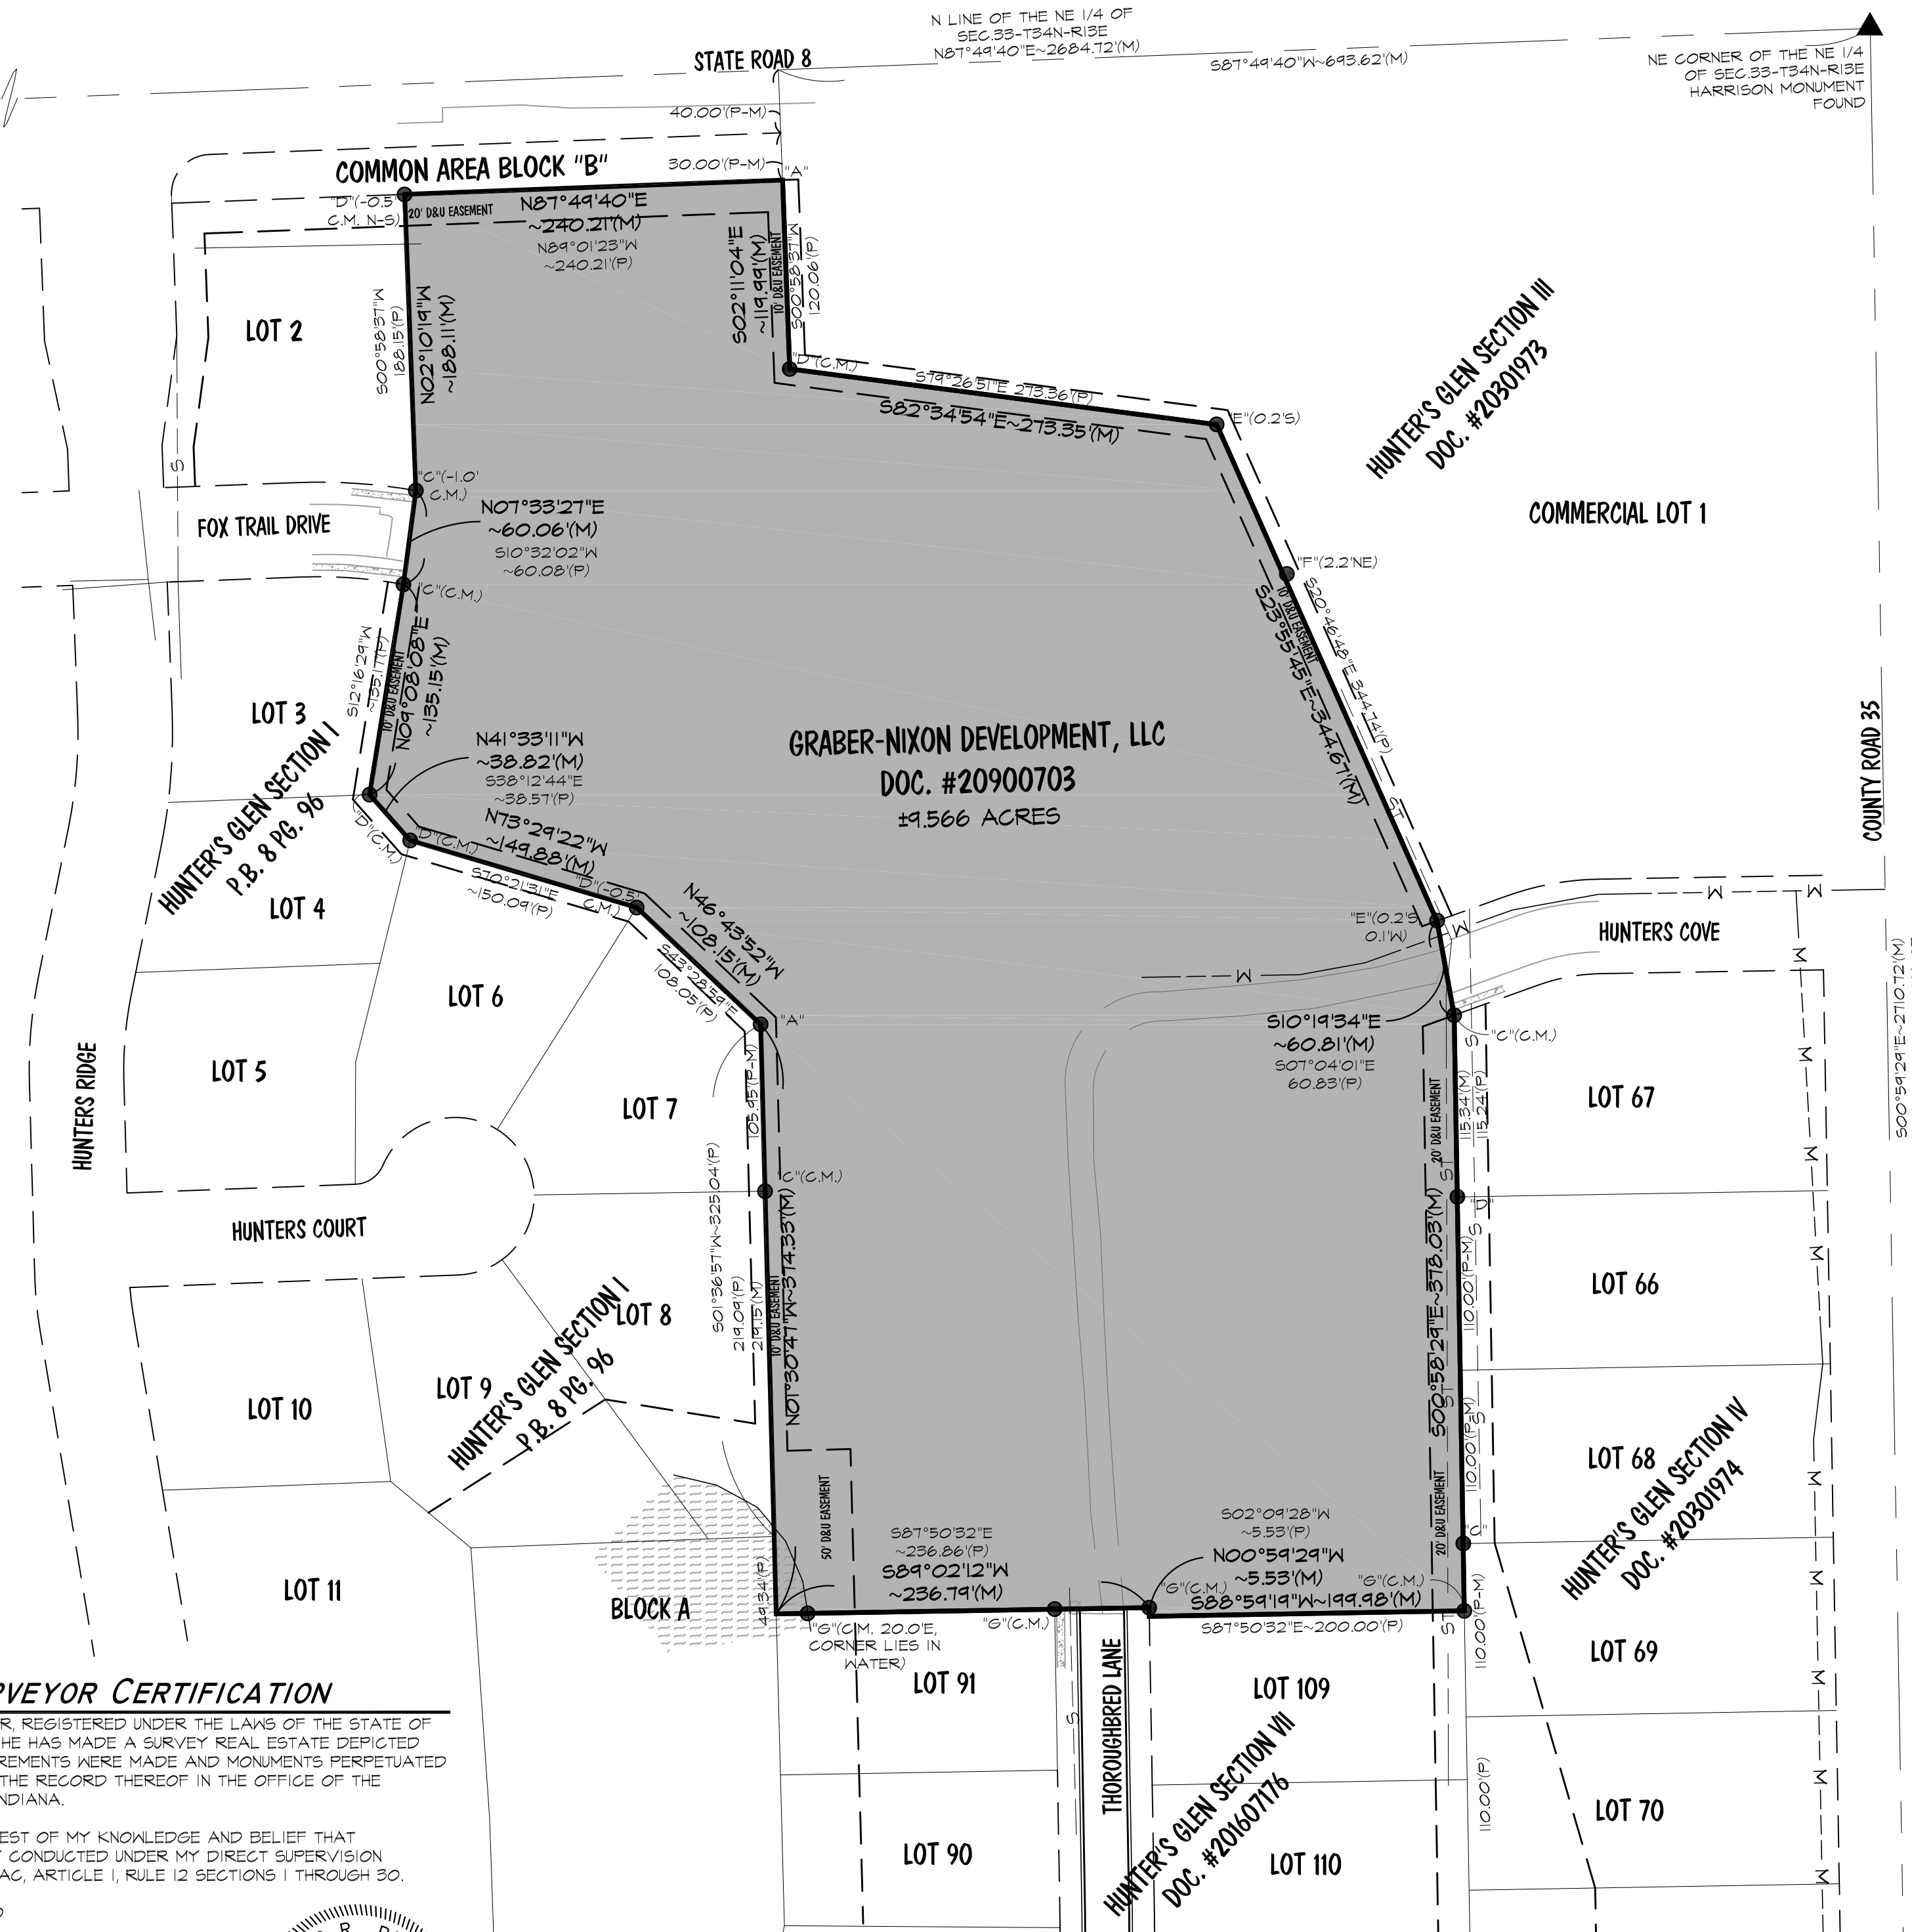 N LINE OF THE NE 1/4 OF
SEC.33-T34N-R13E
N87°49'40"E~2684.72'(M)
STATE ROAD 8
S87°49'40"W~693.62'(M)
NE CORNER OF THE NE 1/4
OF SEC.33-T34N-R13E
HARRISON MONUMENT
FOUND
40.00'(P-M)
30.00'(P-M)
"A"
COMMON AREA BLOCK "B"
"D"(-0.5'
C.M. N-S)
20' D&U EASEMENT
N87°49'40"E
~240.21'(M)
N89°01'23"W
~240.21'(P)
S02°11'04"E
~119.99'(M)
10' D&U EASEMENT
S00°58'37"W
120.06'(P)
LOT 2
S00°58'37"W
188.15'(P)
N02°10'19"W
~188.11'(M)
"D"(C.M.)
S79°26'51"E 273.36'(P)
S82°34'54"E~273.35'(M)
"E"(0.2'S)
HUNTER'S GLEN SECTION III
DOC. #20301973
S
"C"(-1.0'
C.M.)
N07°33'27"E
~60.06'(M)
S10°32'02"W
~60.08'(P)
FOX TRAIL DRIVE
COMMERCIAL LOT 1
"F"(2.2'NE)
"C"(C.M.)
10' D&U EASEMENT
S20°46'48"E 344.74'(P)
S23°55'45"E~344.67'(M)
S12°16'29"W
~135.17'(P)
10' D&U EASEMENT
N09°08'08"E
~135.15'(M)
LOT 3
HUNTER'S GLEN SECTION I
P.B. 8 PG. 96
N41°33'11"W
~38.82'(M)
S38°12'44"E
~38.57'(P)
GRABER-NIXON DEVELOPMENT, LLC
DOC. #20900703
±9.566 ACRES
COUNTY ROAD 35
ST
"D"(C.M.)
"D"(C.M.)
N73°29'22"W
~149.88'(M)
S70°21'31"E
~150.09'(P)
"D"(-0.5'
C.M.)
N46°43'52"W
~108.15'(M)
S43°28'59"E
108.05'(P)
LOT 4
M
M
"E"(0.2'S
0.1'W)
M
HUNTERS COVE
M
M
LOT 6
"A"
S10°19'34"E
~60.81'(M)
S07°04'01"E
60.83'(P)
"C"(C.M.)
S00°59'29"E~2710.72'(M)
HUNTERS RIDGE
LOT 5
LOT 7
105.95'(P-M)
20' D&U EASEMENT
S
115.34'(M)
115.24'(P)
LOT 67
M
M
"C"(C.M.)
ST
S
S01°36'57"W~325.04'(P)
219.09'(P)
219.15'(M)
10' D&U EASEMENT
N01°30'47"W~374.33'(M)
HUNTERS COURT
S00°58'29"E~378.03'(M)
110.00'(P-M)
LOT 66
M
LOT 8
HUNTER'S GLEN SECTION I
P.B. 8 PG. 96
LOT 9
LOT 10
ST
S
110.00'(P-M)
LOT 68
M
HUNTER'S GLEN SECTION IV
DOC. #20301974
50' D&U EASEMENT
20' D&U EASEMENT
"C"
S87°50'32"E
~236.86'(P)
S89°02'12"W
~236.79'(M)
S02°09'28"W
~5.53'(P)
N00°59'29"W
~5.53'(M)
"G"(C.M.)
"G"(C.M.)
S88°59'19"W~199.98'(M)
S87°50'32"E~200.00'(P)
LOT 11
BLOCK A
49.34'(P)
"G"(C.M. 20.0'E,
CORNER LIES IN
WATER)
"G"(C.M.)
ST
110.00'(P-M)
M
LOT 69
M
LOT 91
S
THOROUGHBRED LANE
LOT 109
HUNTER'S GLEN SECTION VII
DOC. #201607176
110.00'(P)
M
LOT 70
M
LOT 90
LOT 110
VEYOR CERTIFICATION
R, REGISTERED UNDER THE LAWS OF THE STATE OF
HE HAS MADE A SURVEY REAL ESTATE DEPICTED
REMENTS WERE MADE AND MONUMENTS PERPETUATED
THE RECORD THEREOF IN THE OFFICE OF THE
NDIANA.
EST OF MY KNOWLEDGE AND BELIEF THAT
CONDUCTED UNDER MY DIRECT SUPERVISION
AC, ARTICLE 1, RULE 12 SECTIONS 1 THROUGH 30.